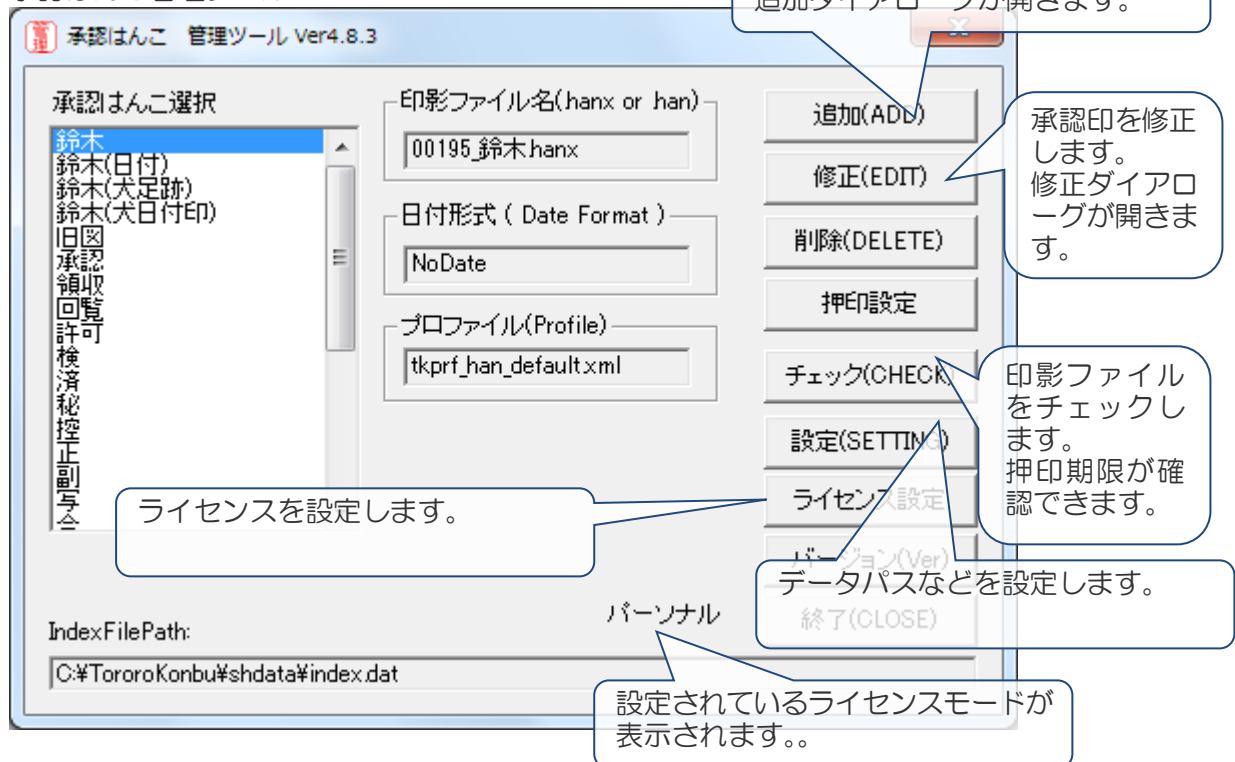 追加ダイアローグが開きます。
承認はんこ 管理ツール Ver4.8.3
承認はんこ選択
鈴木
鈴木(日付)
鈴木(犬足跡)
鈴木(犬日付印)
旧図
承認
領収
回覧
許可
検
済
秘
控
正
副
写
印影ファイル名(hanx or han)
00195_鈴木.hanx
日付形式 ( Date Format )
NoDate
プロファイル(Profile)
tkprf_han_default.xml
追加(ADD)
修正(EDIT)
削除(DELETE)
押印設定
チェック(CHECK)
設定(SETTING)
ライセンス設定
バージョン(Ver)
終了(CLOSE)
承認印を修正
します。
修正ダイアロ
ーグが開きま
す。
印影ファイル
をチェックし
ます。
押印期限が確
認できます。
ライセンスを設定します。
データパスなどを設定します。
パーソナル
IndexFilePath:
C:¥TororoKonbu¥shdata¥index.dat
設定されているライセンスモードが
表示されます。。